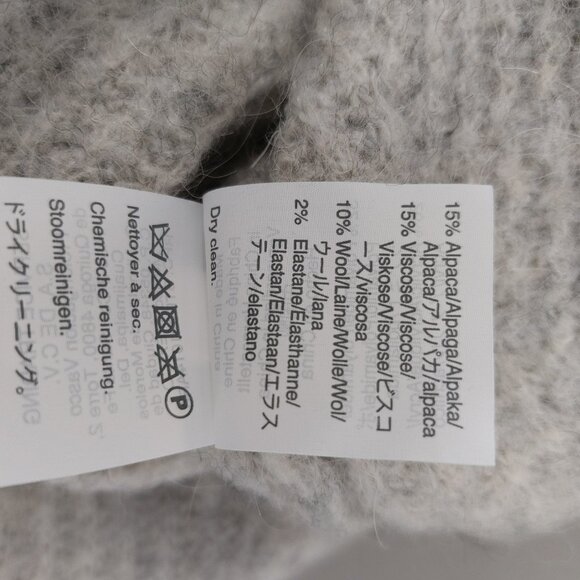 15% Alpaca/Alpaga/Alpaka/
Alpaca/アルパカ/alpaca
15% Viscose/Viscose/
Viskose/Viscose/ビスコ
ース/viscosa
10% Wool/Laine/Wolle/Wol/
ウール/lana
2% Elastane/Élasthanne/
Elastan/Elastaan/エラス
テーン/elastano
Dry clean.
P
Nettoyer à sec.
Chemische reinigung.
Stoomreinigen.
ドライクリーニング。